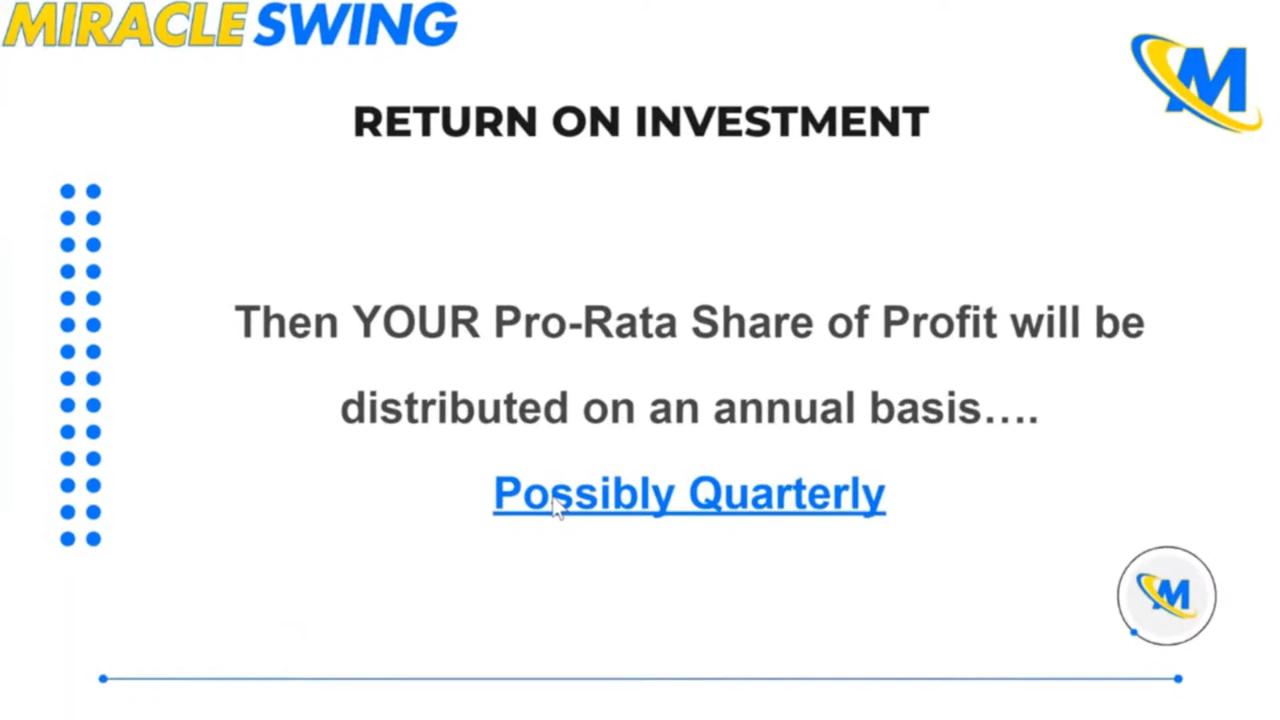 MIRACLE SWING
M
RETURN ON INVESTMENT
Then YOUR Pro-Rata Share of Profit will be
distributed on an annual basis….
Possibly Quarterly
M